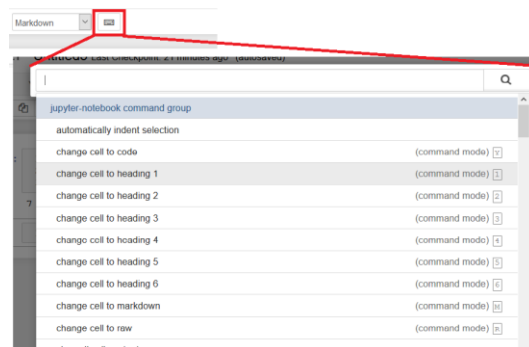 Markdown
Last Checkpoint: 21 minutes ago (autosaved)
jupyter-notebook command group
automatically indent selection
change cell to code (command mode) Y
change cell to heading 1 (command mode) 1
change cell to heading 2 (command mode) 2
change cell to heading 3 (command mode) 3
change cell to heading 4 (command mode) 4
change cell to heading 5 (command mode) 5
7
change cell to heading 6 (command mode) 6
change cell to markdown (command mode) M
change cell to raw (command mode) R